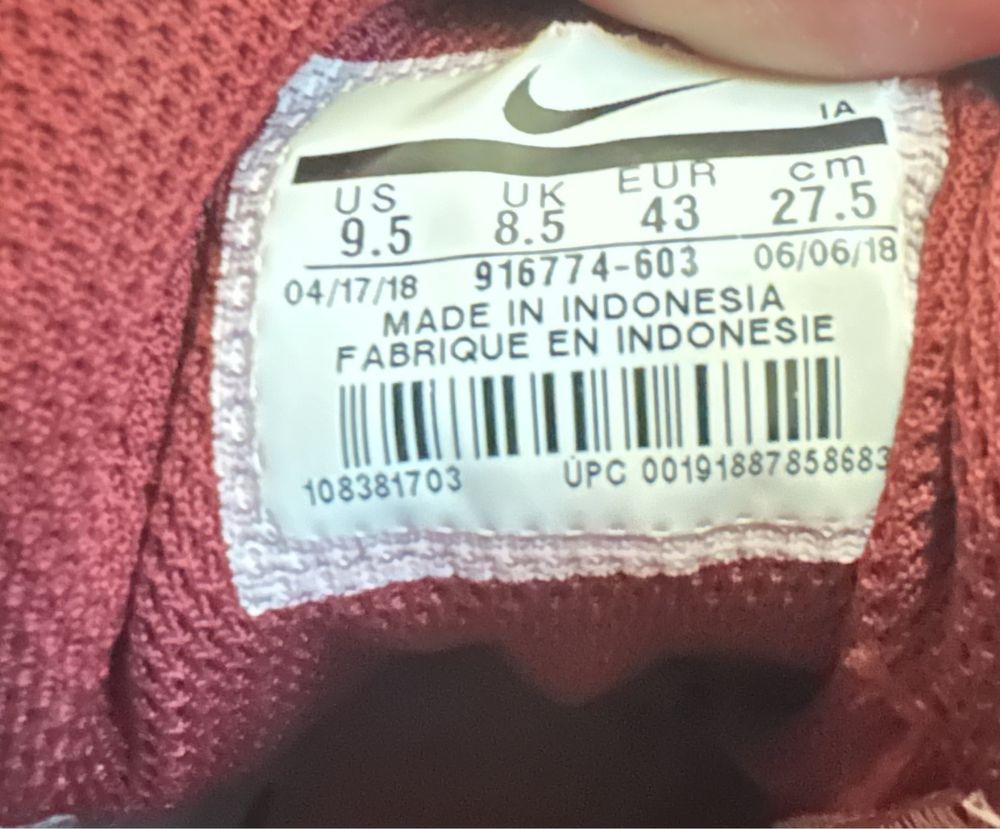 IA
US UK EUR cm
9.5 8.5 43 27.5
04/17/18 916774-603 06/06/18
MADE IN INDONESIA
FABRIQUE EN INDONESIE
108381703 UPC 00191887858683